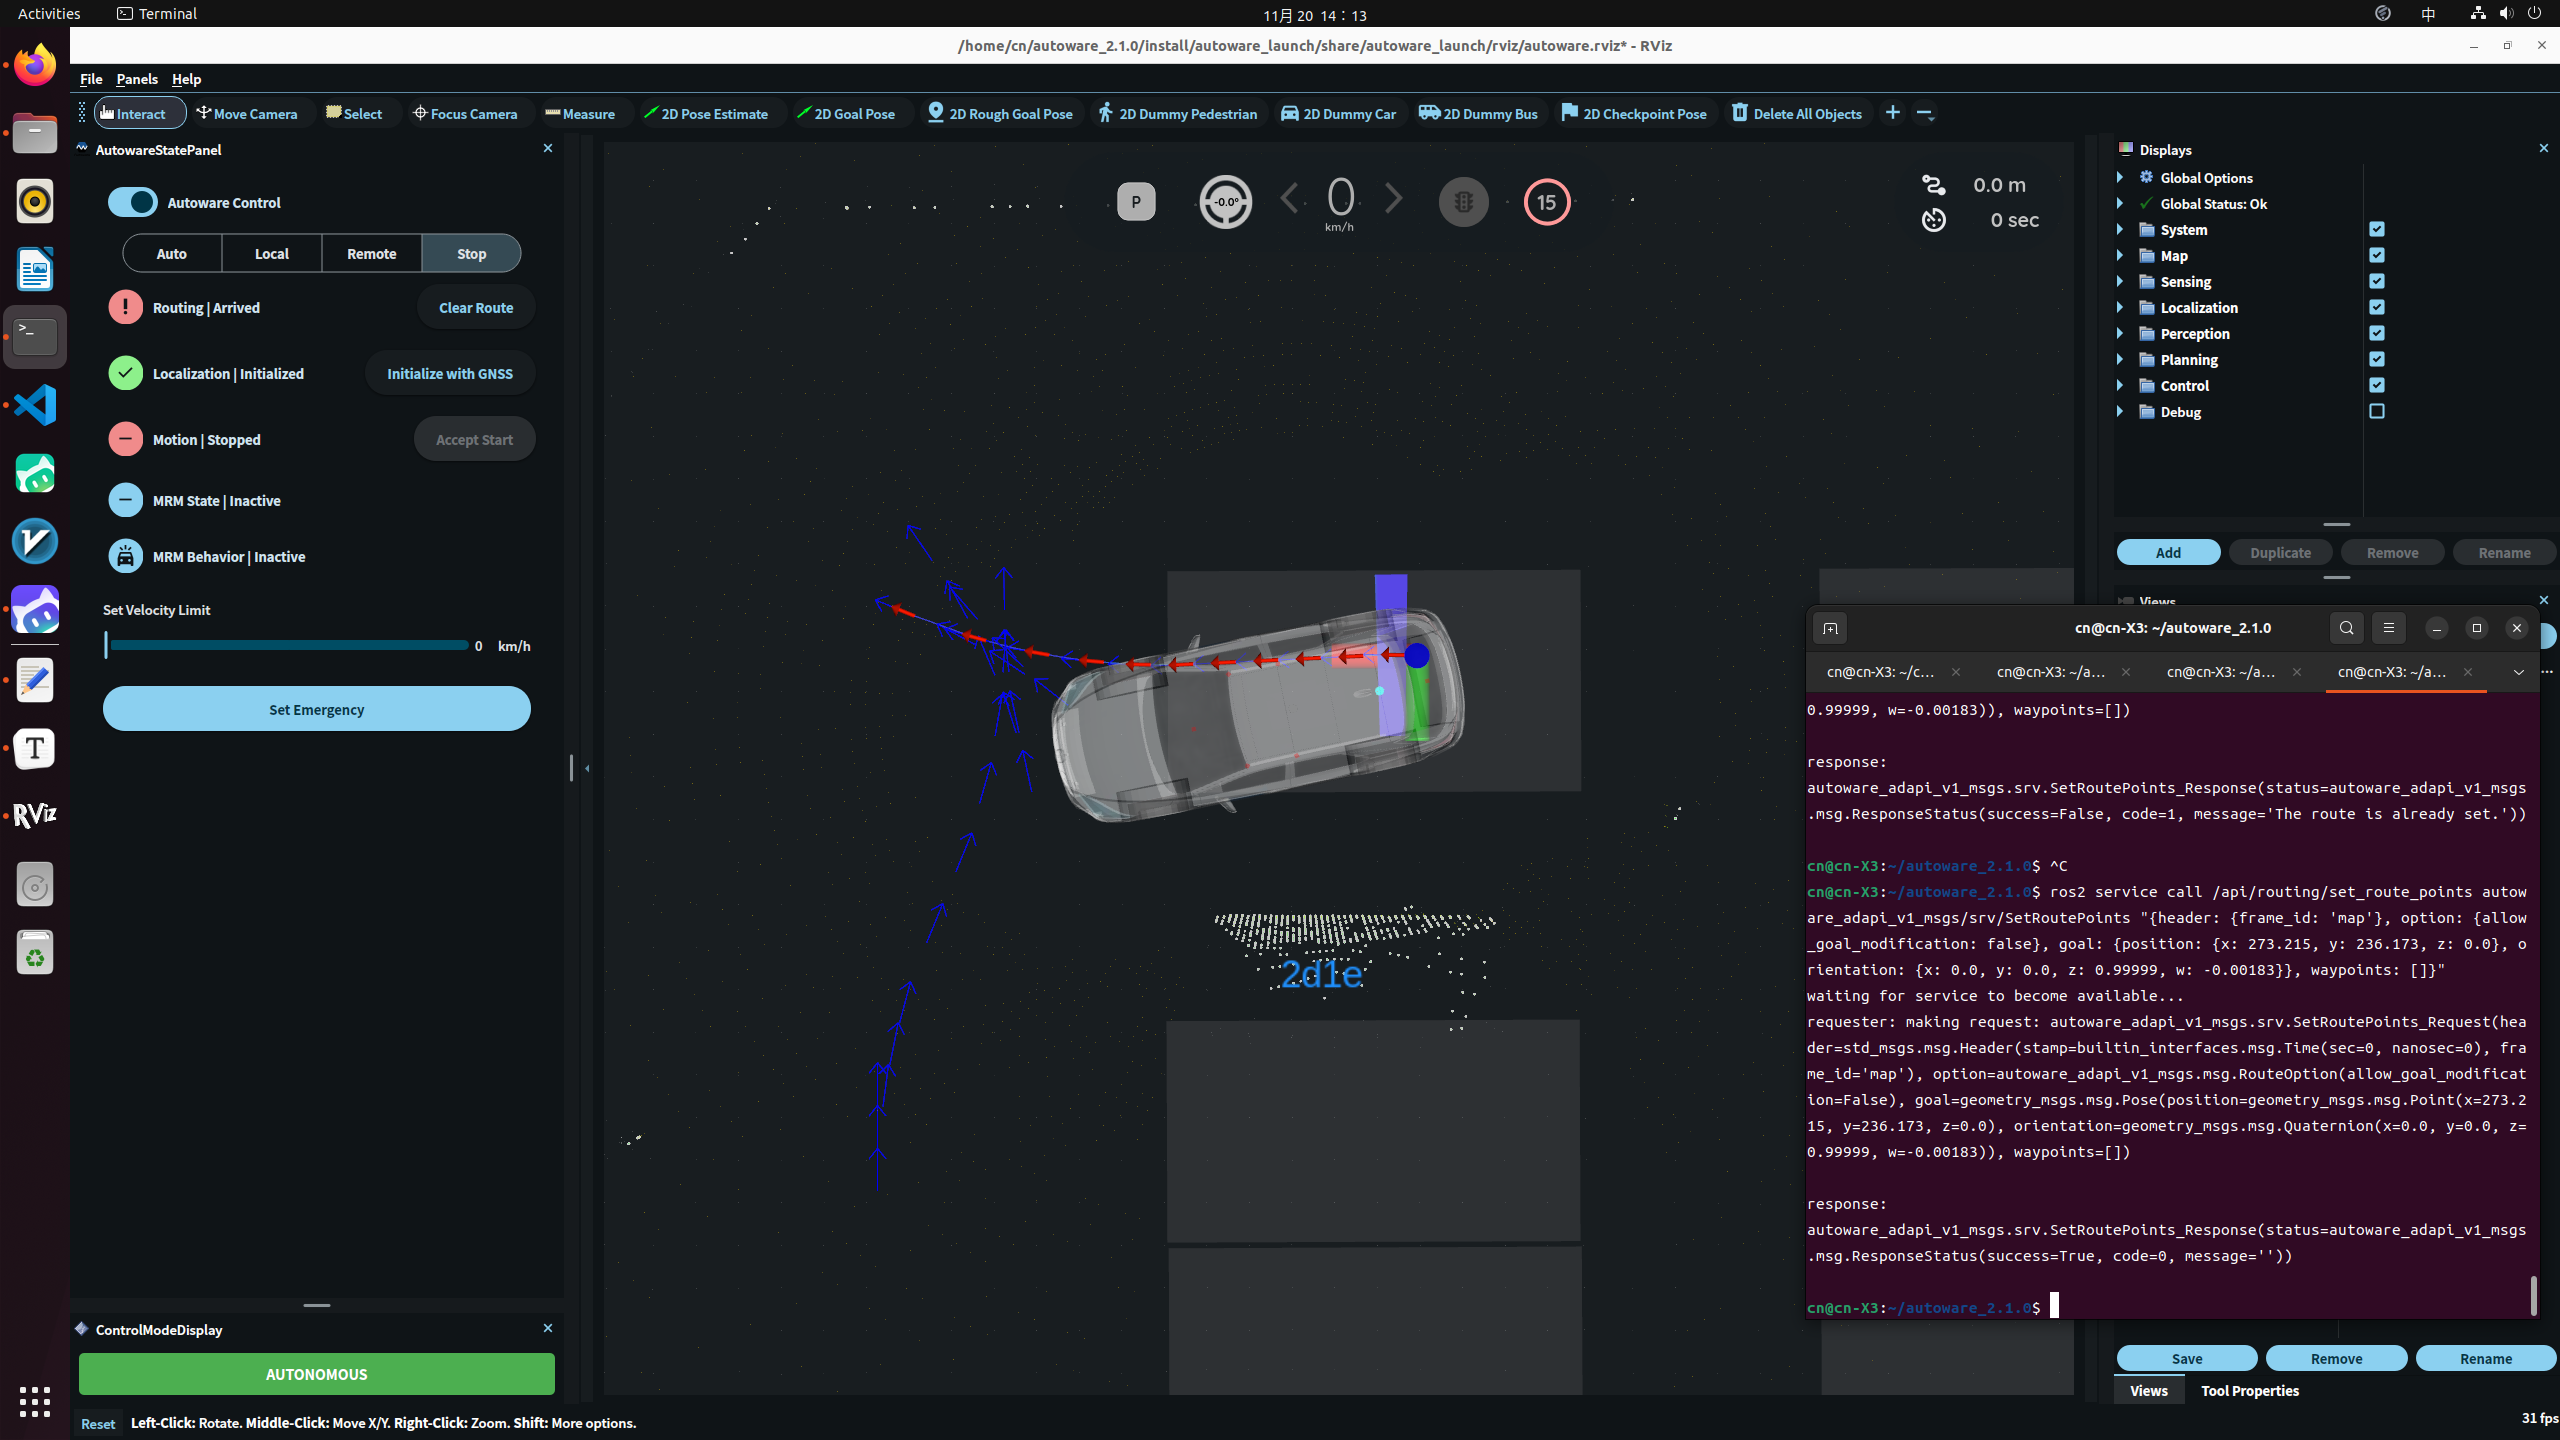 Activities
Terminal
11月 20 14：13
中
/home/cn/autoware_2.1.0/install/autoware_launch/share/autoware_launch/rviz/autoware.rviz* - RViz
File Panels Help
Interact
Move Camera
Select
Focus Camera
Measure
2D Pose Estimate
2D Goal Pose
2D Rough Goal Pose
2D Dummy Pedestrian
2D Dummy Car
2D Dummy Bus
2D Checkpoint Pose
Delete All Objects
AutowareStatePanel
Autoware Control
Auto
Local
Remote
Stop
Routing | Arrived
Clear Route
Localization | Initialized
Initialize with GNSS
Motion | Stopped
Accept Start
MRM State | Inactive
MRM Behavior | Inactive
Set Velocity Limit
0 km/h
Set Emergency
ControlModeDisplay
AUTONOMOUS
Reset
Left-Click: Rotate. Middle-Click: Move X/Y. Right-Click: Zoom. Shift: More options.
RViz
P
-0.0°
0
km/h
15
0.0 m
0 sec
2d1e
Displays
Global Options
Global Status: Ok
System
Map
Sensing
Localization
Perception
Planning
Control
Debug
Add
Duplicate
Remove
Rename
Views
cn@cn-X3: ~/autoware_2.1.0
cn@cn-X3: ~/c...
cn@cn-X3: ~/a...
cn@cn-X3: ~/a...
cn@cn-X3: ~/a...
0.99999, w=-0.00183)), waypoints=[])
response:
autoware_adapi_v1_msgs.srv.SetRoutePoints_Response(status=autoware_adapi_v1_msgs
.msg.ResponseStatus(success=False, code=1, message='The route is already set.'))
cn@cn-X3:~/autoware_2.1.0$ ^C
cn@cn-X3:~/autoware_2.1.0$ ros2 service call /api/routing/set_route_points autow
are_adapi_v1_msgs/srv/SetRoutePoints "{header: {frame_id: 'map'}, option: {allow
_goal_modification: false}, goal: {position: {x: 273.215, y: 236.173, z: 0.0}, o
rientation: {x: 0.0, y: 0.0, z: 0.99999, w: -0.00183}}, waypoints: []}"
waiting for service to become available...
requester: making request: autoware_adapi_v1_msgs.srv.SetRoutePoints_Request(hea
der=std_msgs.msg.Header(stamp=builtin_interfaces.msg.Time(sec=0, nanosec=0), fra
me_id='map'), option=autoware_adapi_v1_msgs.msg.RouteOption(allow_goal_modificat
ion=False), goal=geometry_msgs.msg.Pose(position=geometry_msgs.msg.Point(x=273.2
15, y=236.173, z=0.0), orientation=geometry_msgs.msg.Quaternion(x=0.0, y=0.0, z=
0.99999, w=-0.00183)), waypoints=[])
response:
autoware_adapi_v1_msgs.srv.SetRoutePoints_Response(status=autoware_adapi_v1_msgs
.msg.ResponseStatus(success=True, code=0, message=''))
cn@cn-X3:~/autoware_2.1.0$
Save
Remove
Rename
Views
Tool Properties
31 fps